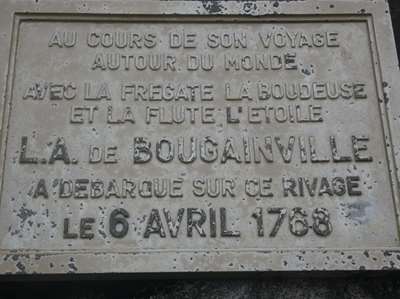 AU COURS DE SON VOYAGE
AUTOUR DU MONDE
AVEC LA FREGATE LA BOUDEUSE
ET LA FLUTE L'ETOILE
L.A. DE BOUGAINVILLE
A DEBARQUE SUR CE RIVAGE
LE 6 AVRIL 1768